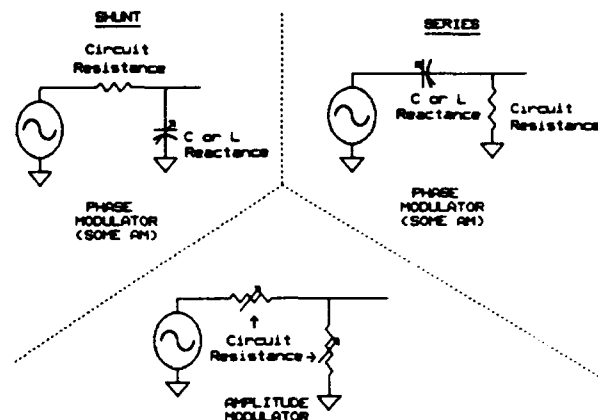 SHUNT
Circuit
Resistance
C or L
Reactance
PHASE
MODULATOR
(SOME AM)
SERIES
C or L
Reactance
Circuit
Resistance
PHASE
MODULATOR
(SOME AM)
Circuit
Resistance
AMPLITUDE
MODULATOR